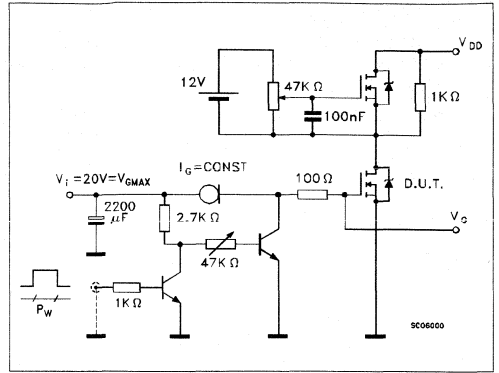 V DD
12V
47K Ω
1K Ω
100nF
I G =CONST
V i =20V=V GMAX
100 Ω
D.U.T.
2200
μF
2.7K Ω
V G
47K Ω
1K Ω
P W
SC06000